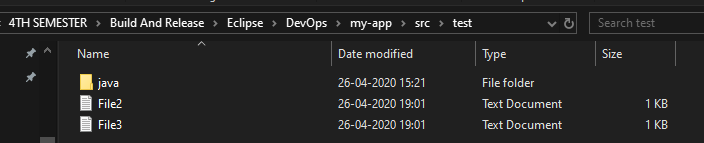 4TH SEMESTER > Build And Release > Eclipse > DevOps > my-app > src > test Search test
Name Date modified Type Size
java 26-04-2020 15:21 File folder
File2 26-04-2020 19:01 Text Document 1 KB
File3 26-04-2020 19:01 Text Document 1 KB